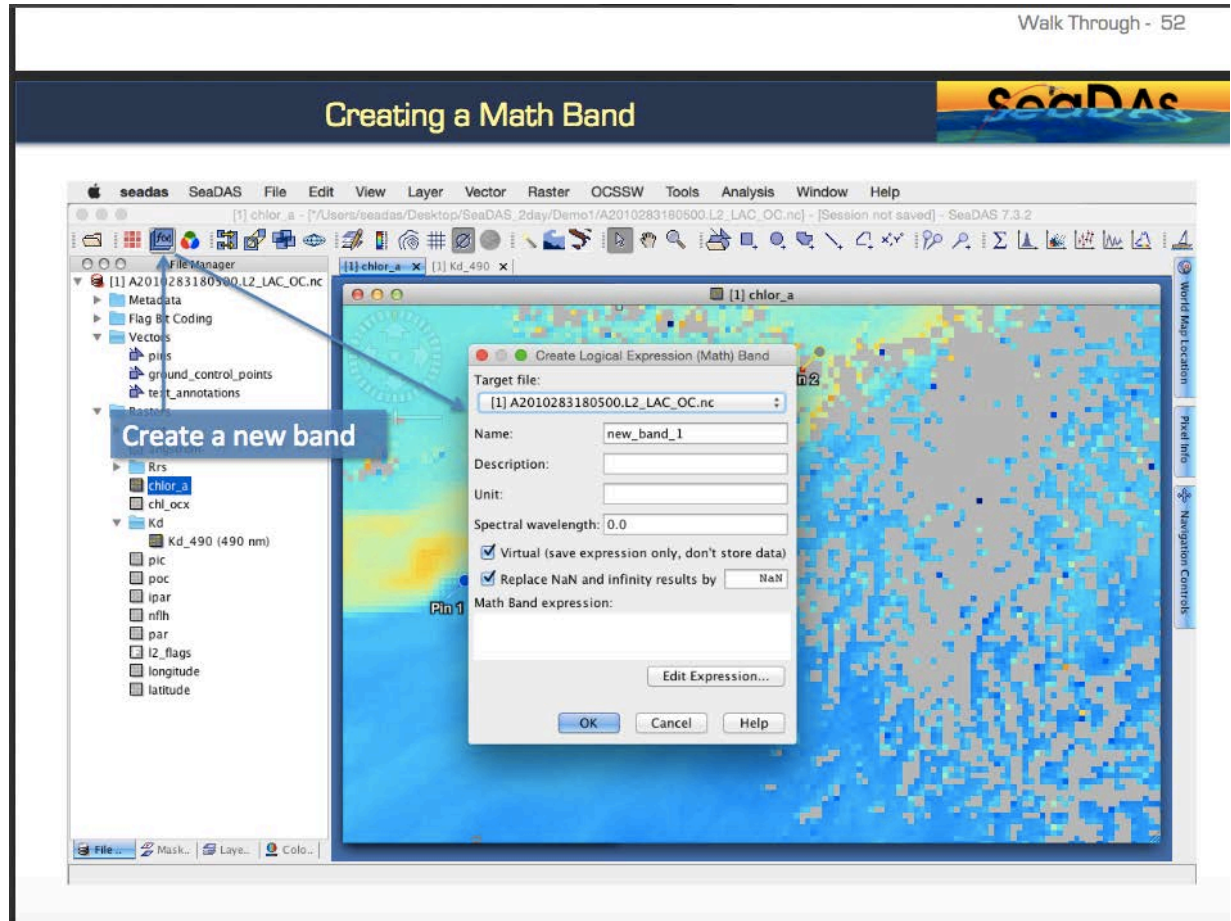 Walk Through - 52
Creating a Math Band
SeaDAS
seadas SeaDAS File Edit View Layer Vector Raster OCSSW Tools Analysis Window Help
[1] chlor_a - [*/Users/seadas/Desktop/SeaDAS_2day/Demo1/A2010283180500.L2_LAC_OC.nc] - [Session not saved] - SeaDAS 7.3.2
f(x)
File Manager
[1] chlor_a [1] Kd_490
[1] A2010283180500.L2_LAC_OC.nc
Metadata
Flag Bit Coding
Vectors
pins
ground_control_points
text_annotations
Rasters
Create a new band
Rrs
chlor_a
chl_ocx
Kd
Kd_490 (490 nm)
pic
poc
ipar
nflh
par
l2_flags
longitude
latitude
File... Mask.. Laye.. Colo..
[1] chlor_a
Pin 1
Create Logical Expression (Math) Band
Target file:
[1] A2010283180500.L2_LAC_OC.nc
Name: new_band_1
Description:
Unit:
Spectral wavelength: 0.0
Virtual (save expression only, don't store data)
Replace NaN and infinity results by NaN
Math Band expression:
Edit Expression...
OK Cancel Help
World Map Location
Pixel Info
Navigation Controls